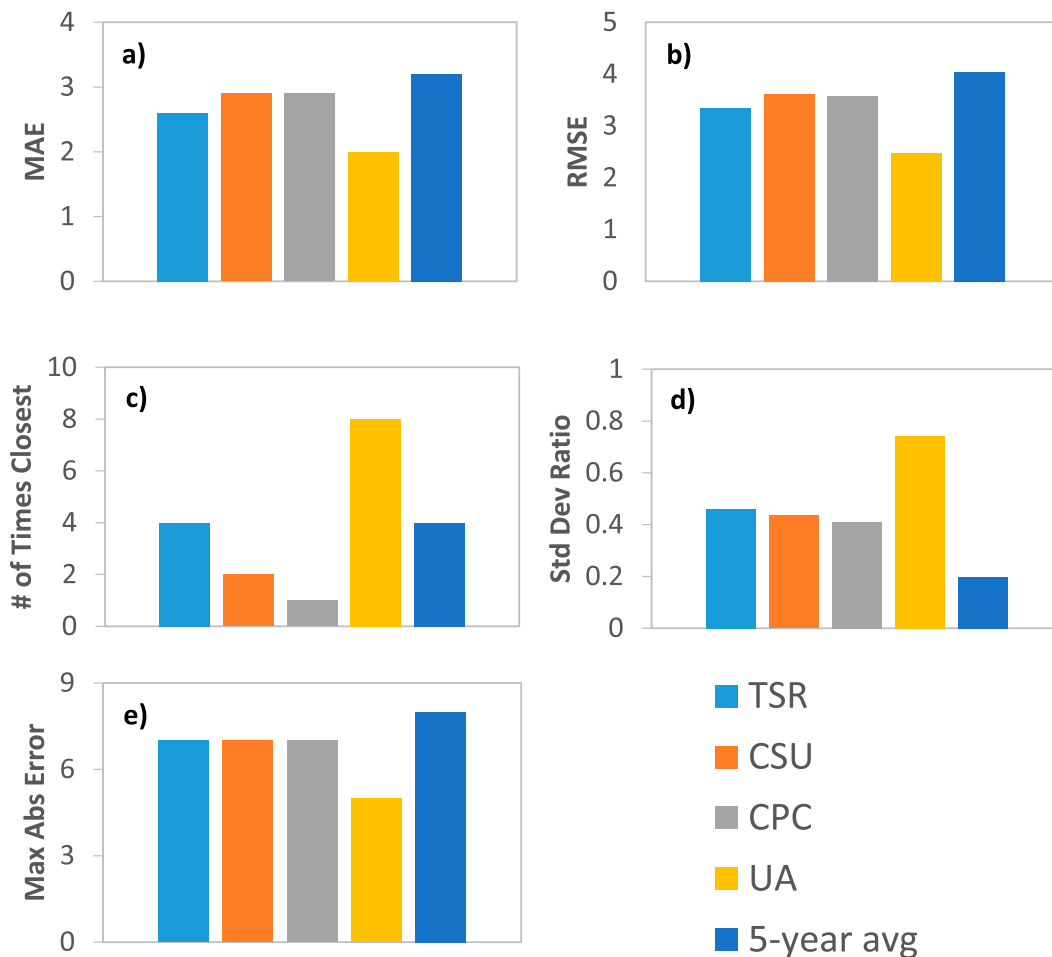 a)
MAE
4
3
2
1
0
b)
RMSE
5
4
3
2
1
0
c)
# of Times Closest
10
8
6
4
2
0
d)
Std Dev Ratio
1
0.8
0.6
0.4
0.2
0
e)
Max Abs Error
9
6
3
0
TSR
CSU
CPC
UA
5-year avg